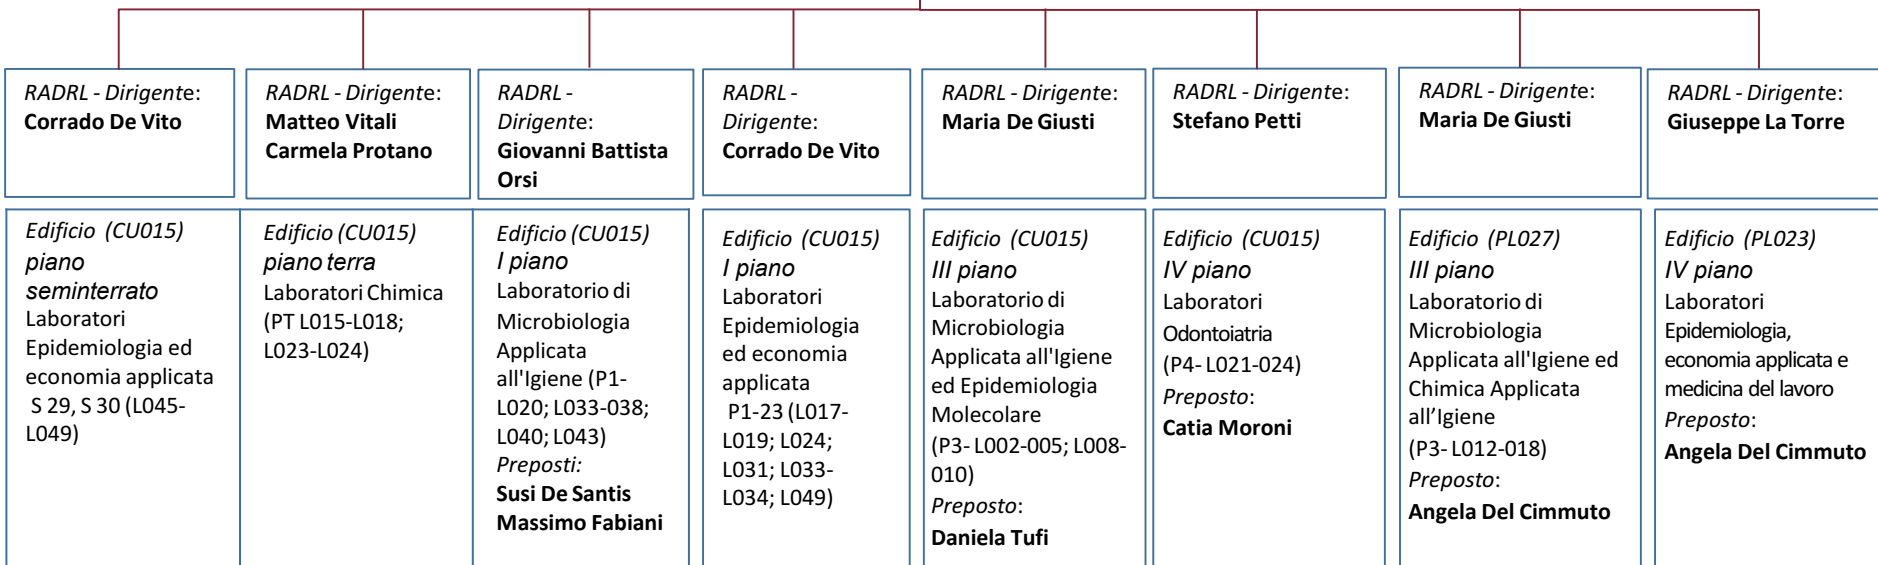 RADRL - Dirigente:
Corrado De Vito
RADRL - Dirigente:
Matteo Vitali
Carmela Protano
RADRL -
Dirigente:
Giovanni Battista
Orsi
RADRL -
Dirigente:
Corrado De Vito
RADRL - Dirigente:
Maria De Giusti
RADRL - Dirigente:
Stefano Petti
RADRL - Dirigente:
Maria De Giusti
RADRL - Dirigente:
Giuseppe La Torre
Edificio (CU015)
piano
seminterrato
Laboratori
Epidemiologia ed
economia applicata
S 29, S 30 (L045-
L049)
Edificio (CU015)
piano terra
Laboratori Chimica
(PT L015-L018;
L023-L024)
Edificio (CU015)
I piano
Laboratorio di
Microbiologia
Applicata
all'Igiene (P1-
L020; L033-038;
L040; L043)
Preposti:
Susi De Santis
Massimo Fabiani
Edificio (CU015)
I piano
Laboratori
Epidemiologia
ed economia
applicata
P1-23 (L017-
L019; L024;
L031; L033-
L034; L049)
Edificio (CU015)
III piano
Laboratorio di
Microbiologia
Applicata all'Igiene
ed Epidemiologia
Molecolare
(P3- L002-005; L008-
010)
Preposto:
Daniela Tufi
Edificio (CU015)
IV piano
Laboratori
Odontoiatria
(P4- L021-024)
Preposto:
Catia Moroni
Edificio (PL027)
III piano
Laboratorio di
Microbiologia
Applicata all'Igiene ed
Chimica Applicata
all’Igiene
(P3- L012-018)
Preposto:
Angela Del Cimmuto
Edificio (PL023)
IV piano
Laboratori
Epidemiologia,
economia applicata e
medicina del lavoro
Preposto:
Angela Del Cimmuto